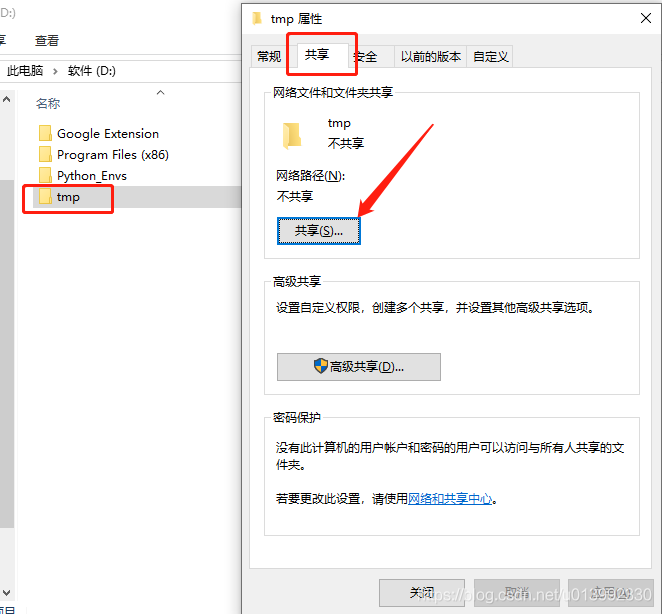 D:)
享
查看
此电脑 > 软件 (D:)
名称
Google Extension
Program Files (x86)
Python_Envs
tmp
项目
tmp 属性
常规 共享 安全 以前的版本 自定义
网络文件和文件夹共享
tmp
不共享
网络路径(N):
不共享
共享(S)...
高级共享
设置自定义权限，创建多个共享，并设置其他高级共享选项。
高级共享(D)...
密码保护
没有此计算机的用户帐户和密码的用户可以访问与所有人共享的文
件夹。
若要更改此设置，请使用网络和共享中心。
关闭 取消 应用(A)